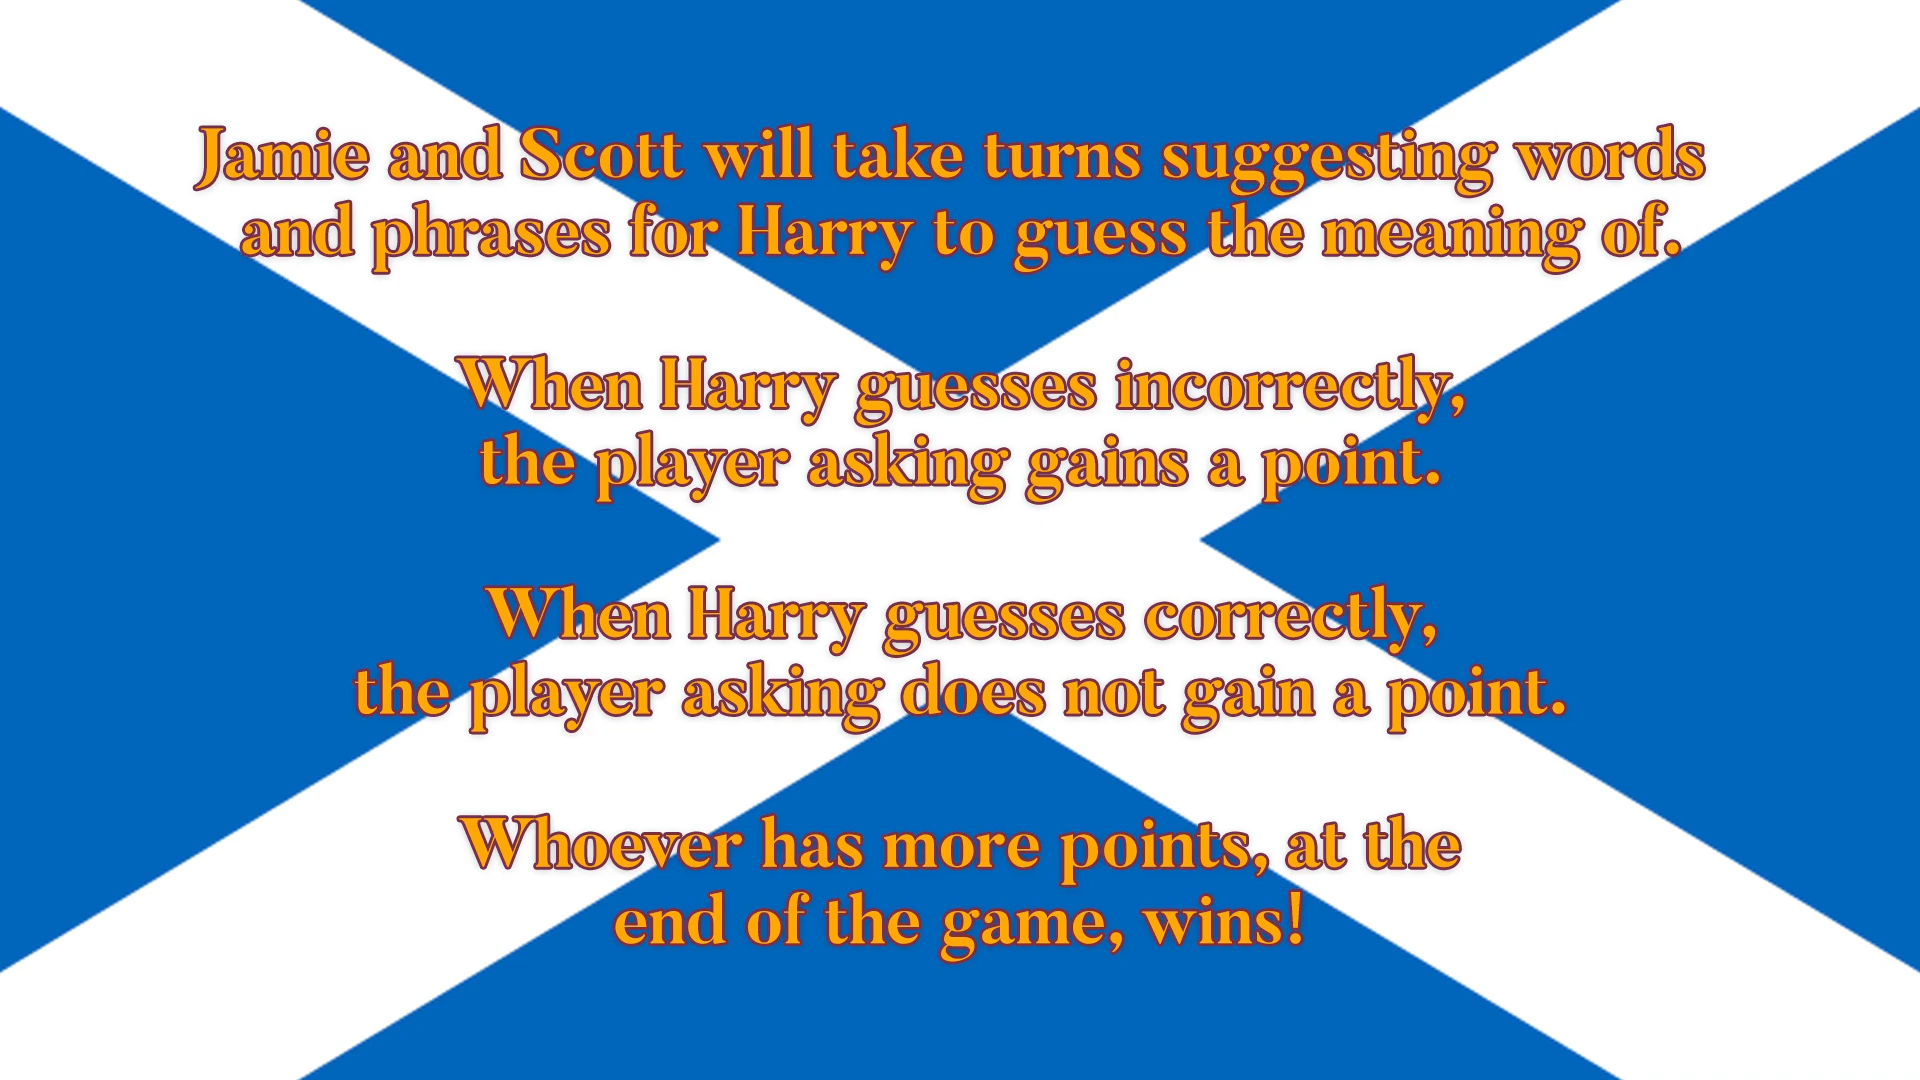 Jamie and Scott will take turns suggesting words
and phrases for Harry to guess the meaning of.
When Harry guesses incorrectly,
the player asking gains a point.
When Harry guesses correctly,
the player asking does not gain a point.
Whoever has more points, at the
end of the game, wins!